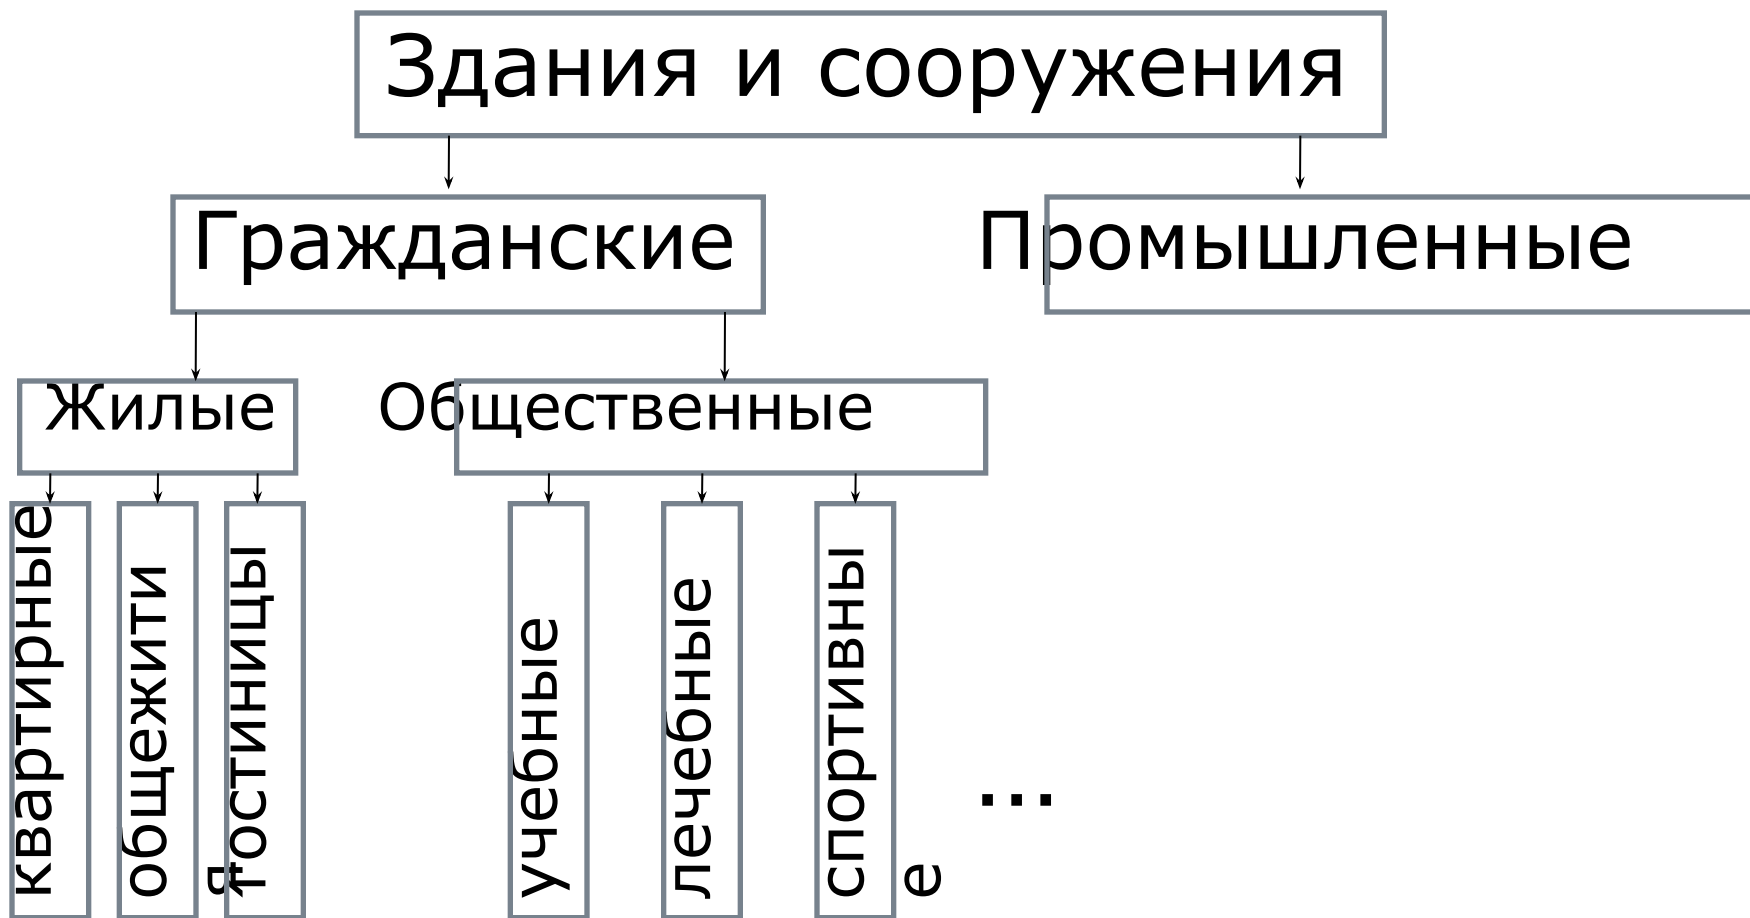 Здания и сооружения
Гражданские
Промышленные
Жилые
Общественные
квартирные
общежити
я
гостиницы
учебные
лечебные
спортивны
е
...